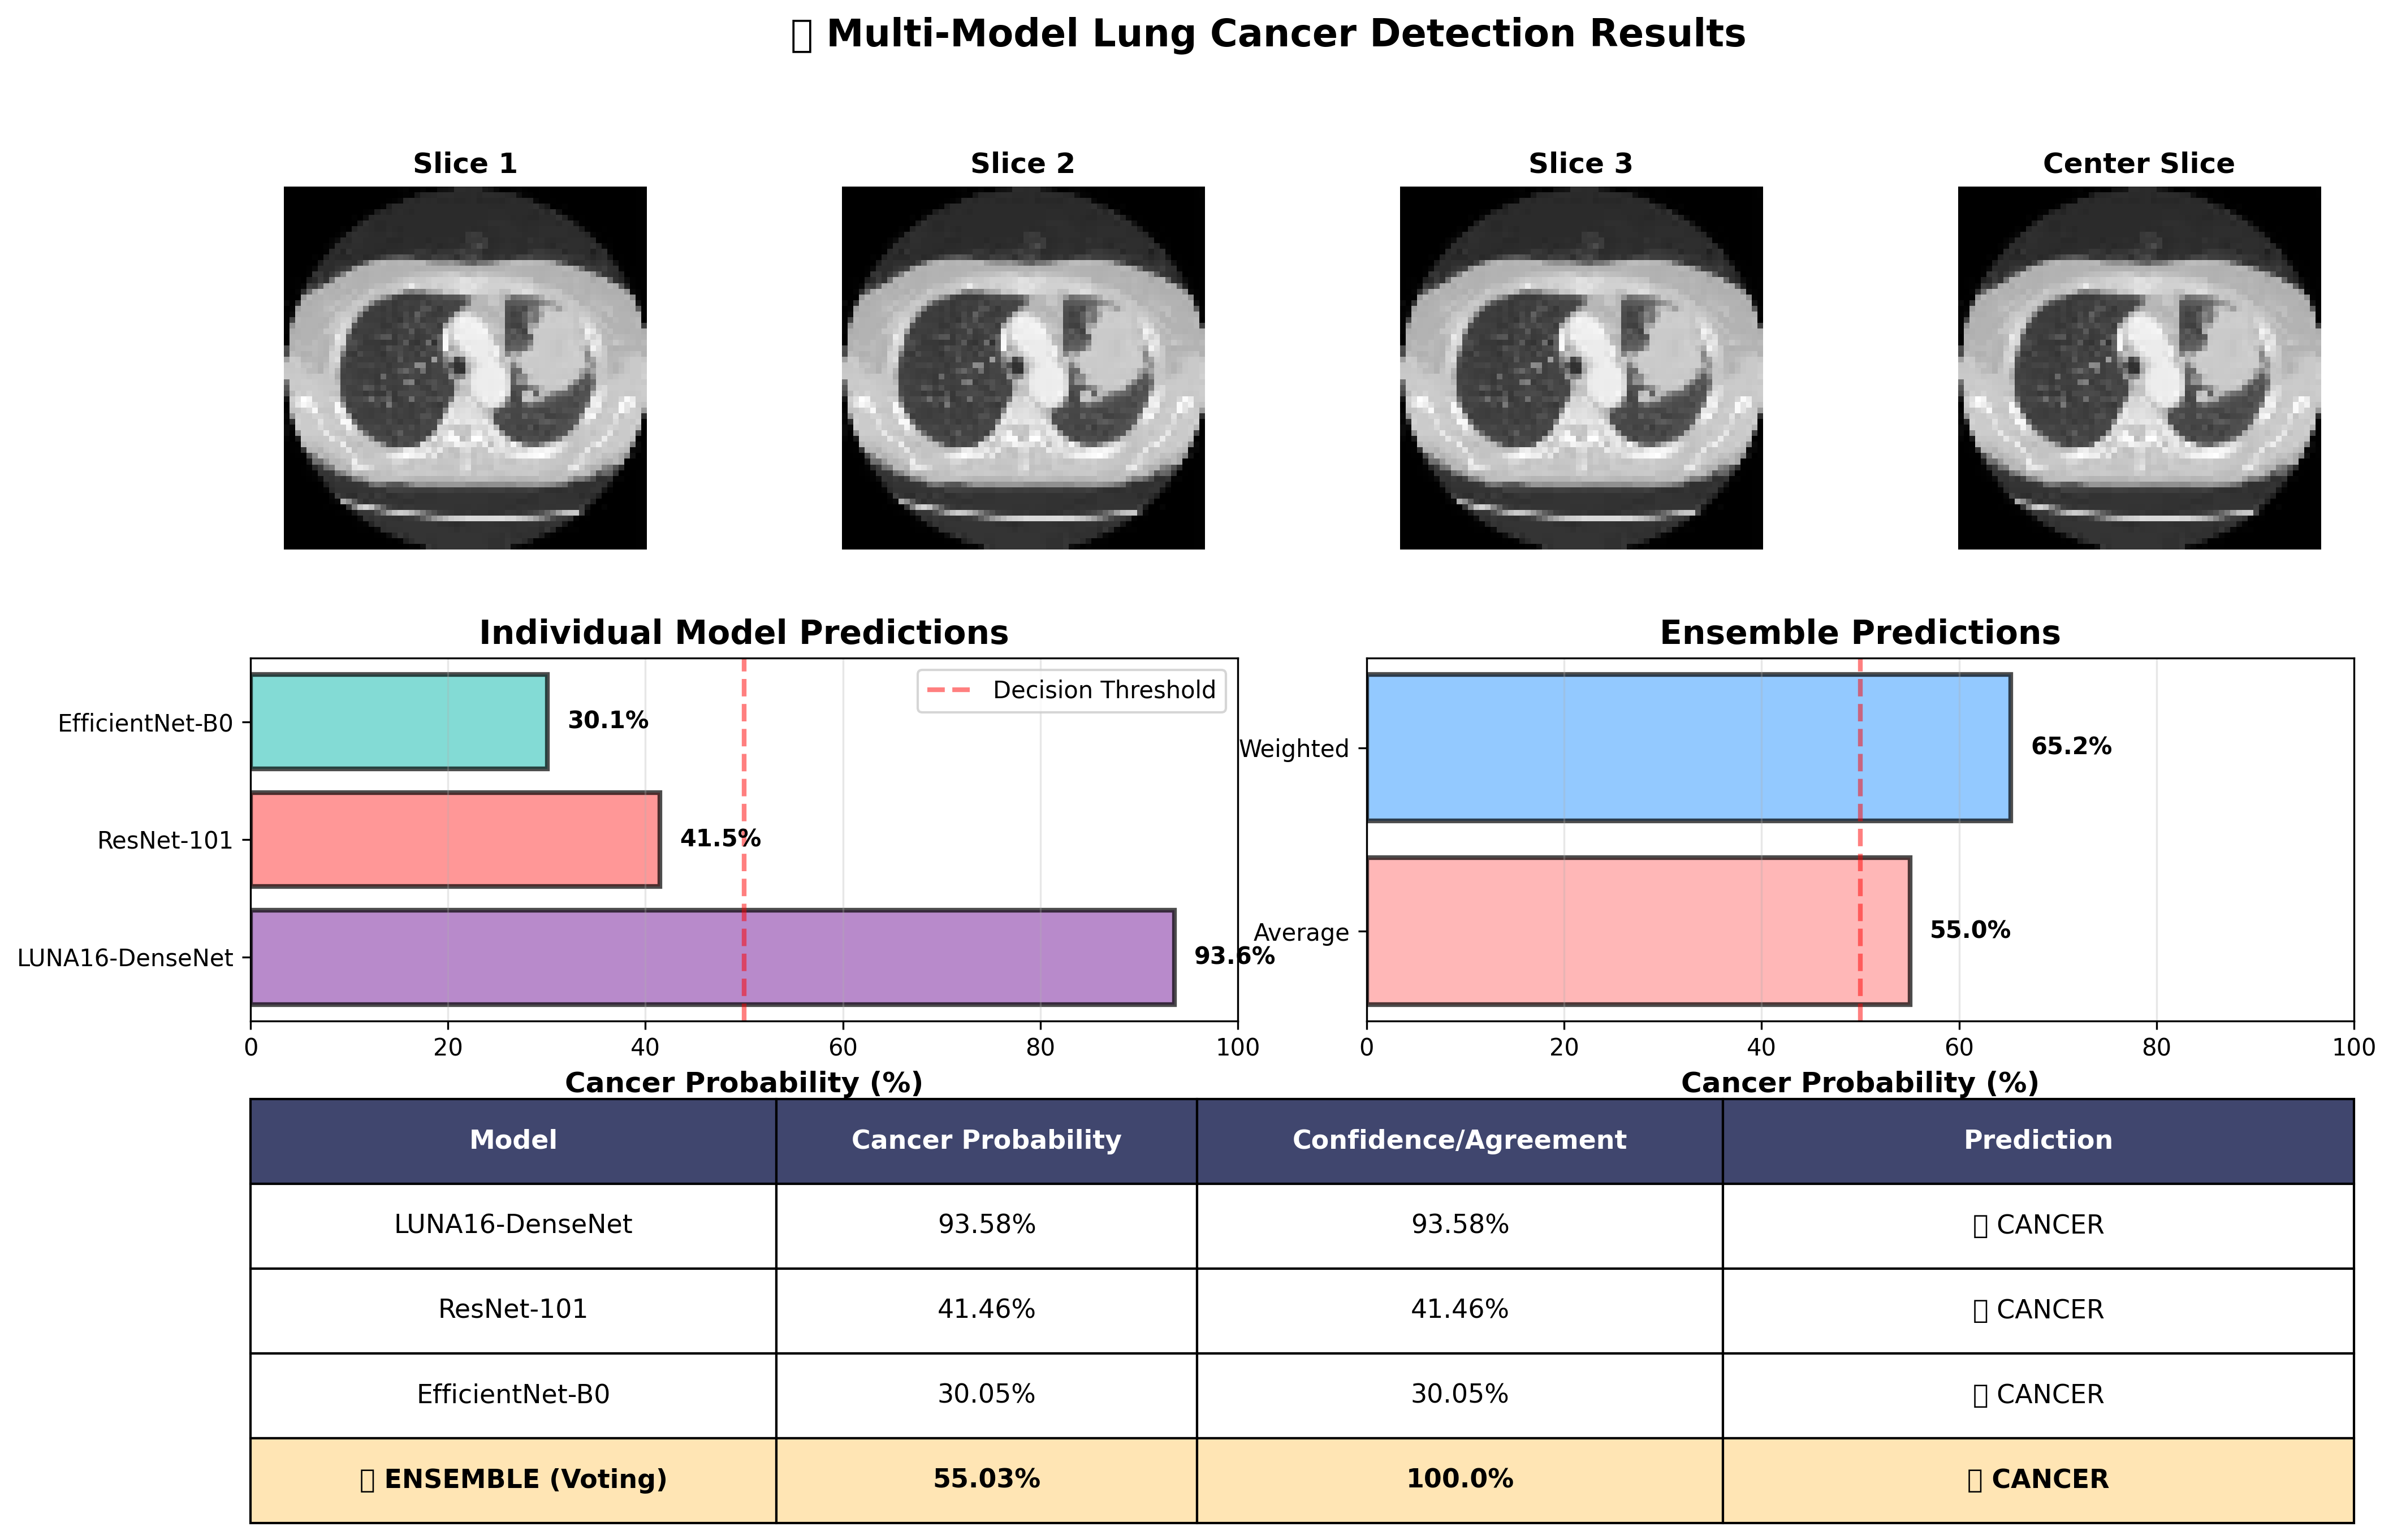 ▯ Multi-Model Lung Cancer Detection Results
Slice 1
Slice 2
Slice 3
Center Slice
Individual Model Predictions
Decision Threshold
EfficientNet-B0
30.1%
ResNet-101
41.5%
LUNA16-DenseNet
93.6%
0 20 40 60 80 100
Cancer Probability (%)
Ensemble Predictions
Weighted
65.2%
Average
55.0%
0 20 40 60 80 100
Cancer Probability (%)
Model Cancer Probability Confidence/Agreement Prediction
LUNA16-DenseNet 93.58% 93.58% ▯ CANCER
ResNet-101 41.46% 41.46% ▯ CANCER
EfficientNet-B0 30.05% 30.05% ▯ CANCER
▯ ENSEMBLE (Voting) 55.03% 100.0% ▯ CANCER